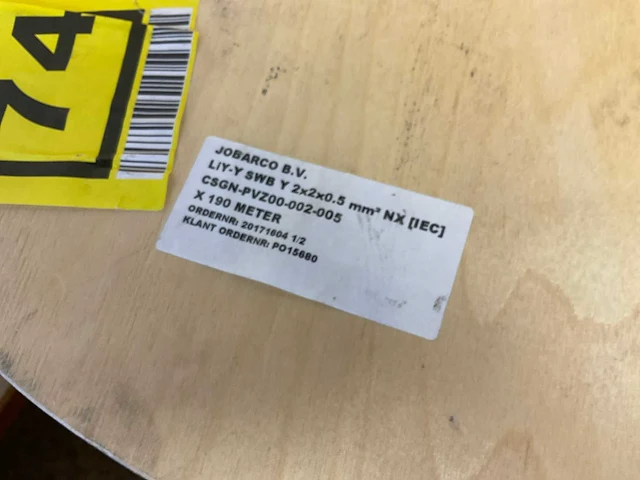 74
JOBARCO B.V.
LiY-Y SWB Y 2x2x0.5 mm² NX [IEC]
CSGN-PVZ00-002-005
X 190 METER
ORDERNR: 20171604 1/2
KLANT ORDERNR: PO15680